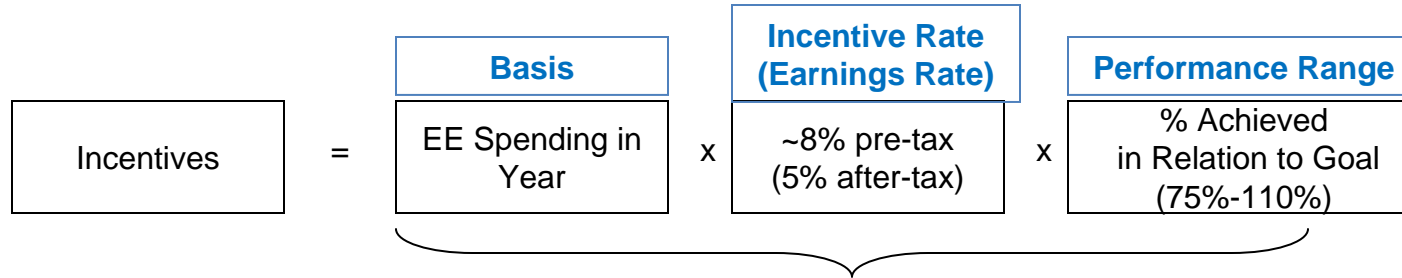 Basis
Incentive Rate
(Earnings Rate)
Performance Range
Incentives
=
EE Spending in
Year
x
~8% pre-tax
(5% after-tax)
x
% Achieved
in Relation to Goal
(75%-110%)